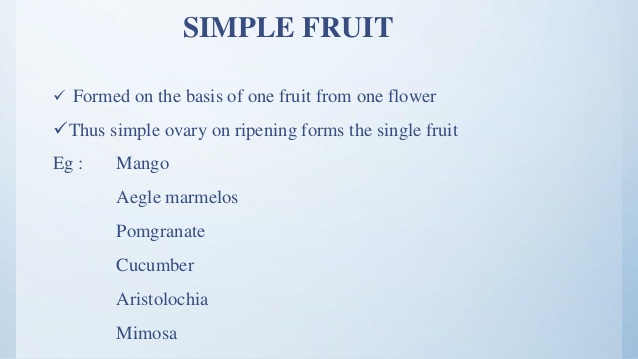 SIMPLE FRUIT
✓ Formed on the basis of one fruit from one flower
✓Thus simple ovary on ripening forms the single fruit
Eg : Mango
Aegle marmelos
Pomgranate
Cucumber
Aristolochia
Mimosa